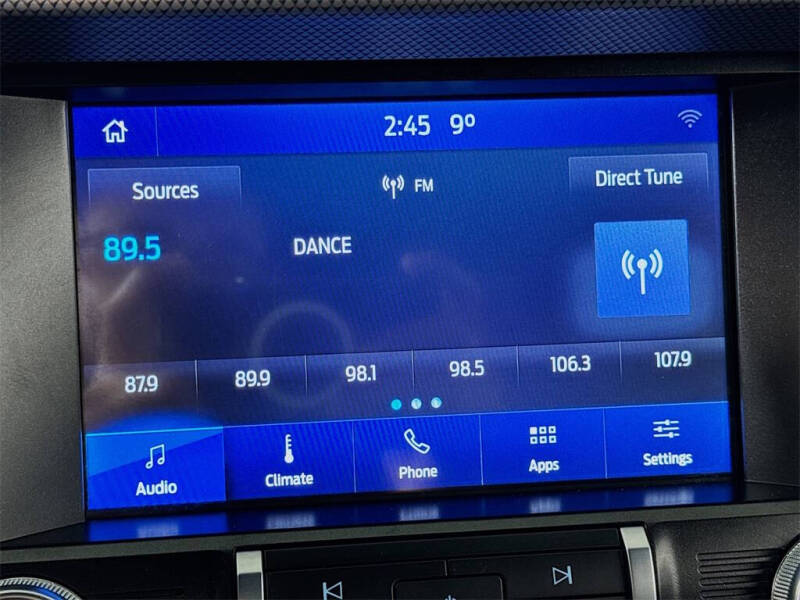 2:45 9º
Sources
FM
Direct Tune
89.5
DANCE
87.9 89.9 98.1 98.5 106.3 107.9
Audio Climate Phone Apps Settings